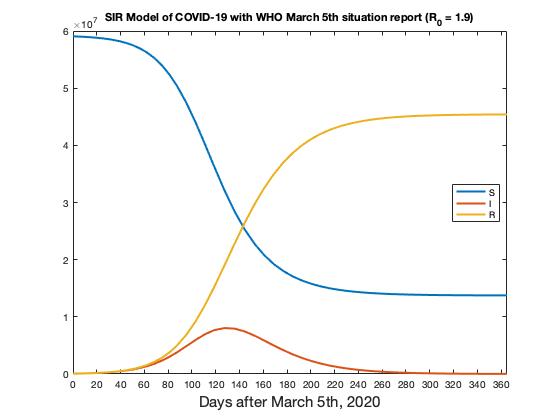 SIR Model of COVID-19 with WHO March 5th situation report (R0 = 1.9)
×10^7
6
5
4
3
2
1
0
S
I
R
0 20 40 60 80 100 120 140 160 180 200 220 240 260 280 300 320 340 360
Days after March 5th, 2020